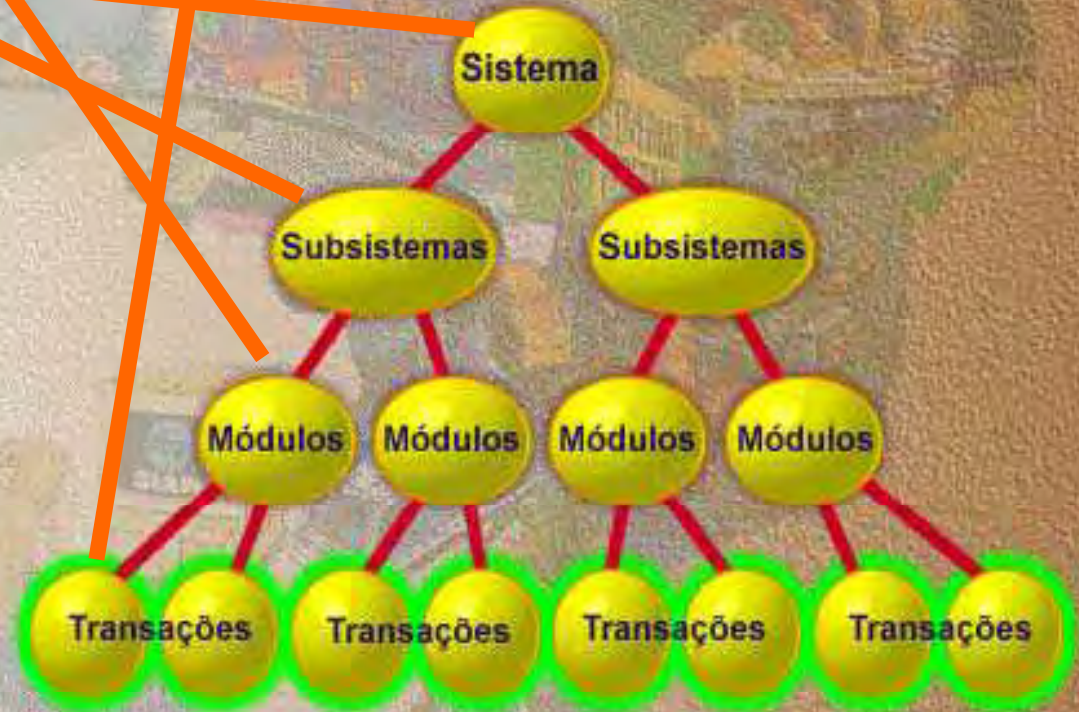 Sistema
Subsistemas Subsistemas
Módulos Módulos Módulos Módulos
Transações Transações Transações Transações